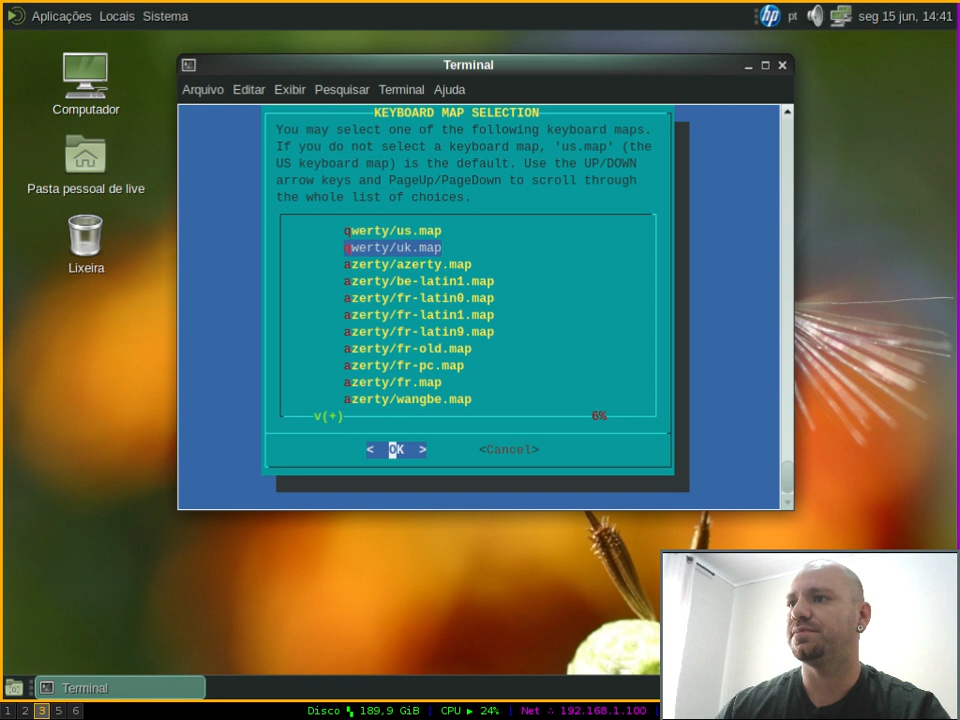 Aplicações Locais Sistema
hp pt seg 15 jun, 14:41
Computador
Pasta pessoal de live
Lixeira
Terminal
Arquivo Editar Exibir Pesquisar Terminal Ajuda
KEYBOARD MAP SELECTION
You may select one of the following keyboard maps.
If you do not select a keyboard map, 'us.map' (the
US keyboard map) is the default. Use the UP/DOWN
arrow keys and PageUp/PageDown to scroll through
the whole list of choices.
qwerty/us.map
qwerty/uk.map
azerty/azerty.map
azerty/be-latin1.map
azerty/fr-latin0.map
azerty/fr-latin1.map
azerty/fr-latin9.map
azerty/fr-old.map
azerty/fr-pc.map
azerty/fr.map
azerty/wangbe.map
v(+) 6%
< OK > <Cancel>
Terminal
1 2 3 5 6 Disco 189,9 GiB | CPU ▶ 24% | Net ∴ 192.168.1.100 |